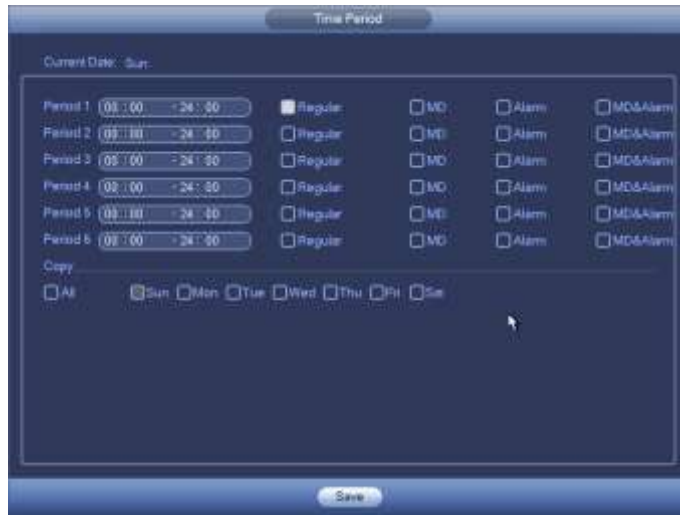 Time Period
Current Date: Sun
Period 1 00 : 00 - 24 : 00 Regular MD Alarm MD&Alarm
Period 2 00 : 00 - 24 : 00 Regular MD Alarm MD&Alarm
Period 3 00 : 00 - 24 : 00 Regular MD Alarm MD&Alarm
Period 4 00 : 00 - 24 : 00 Regular MD Alarm MD&Alarm
Period 5 00 : 00 - 24 : 00 Regular MD Alarm MD&Alarm
Period 6 00 : 00 - 24 : 00 Regular MD Alarm MD&Alarm
Copy
All Sun Mon Tue Wed Thu Fri Sat
Save